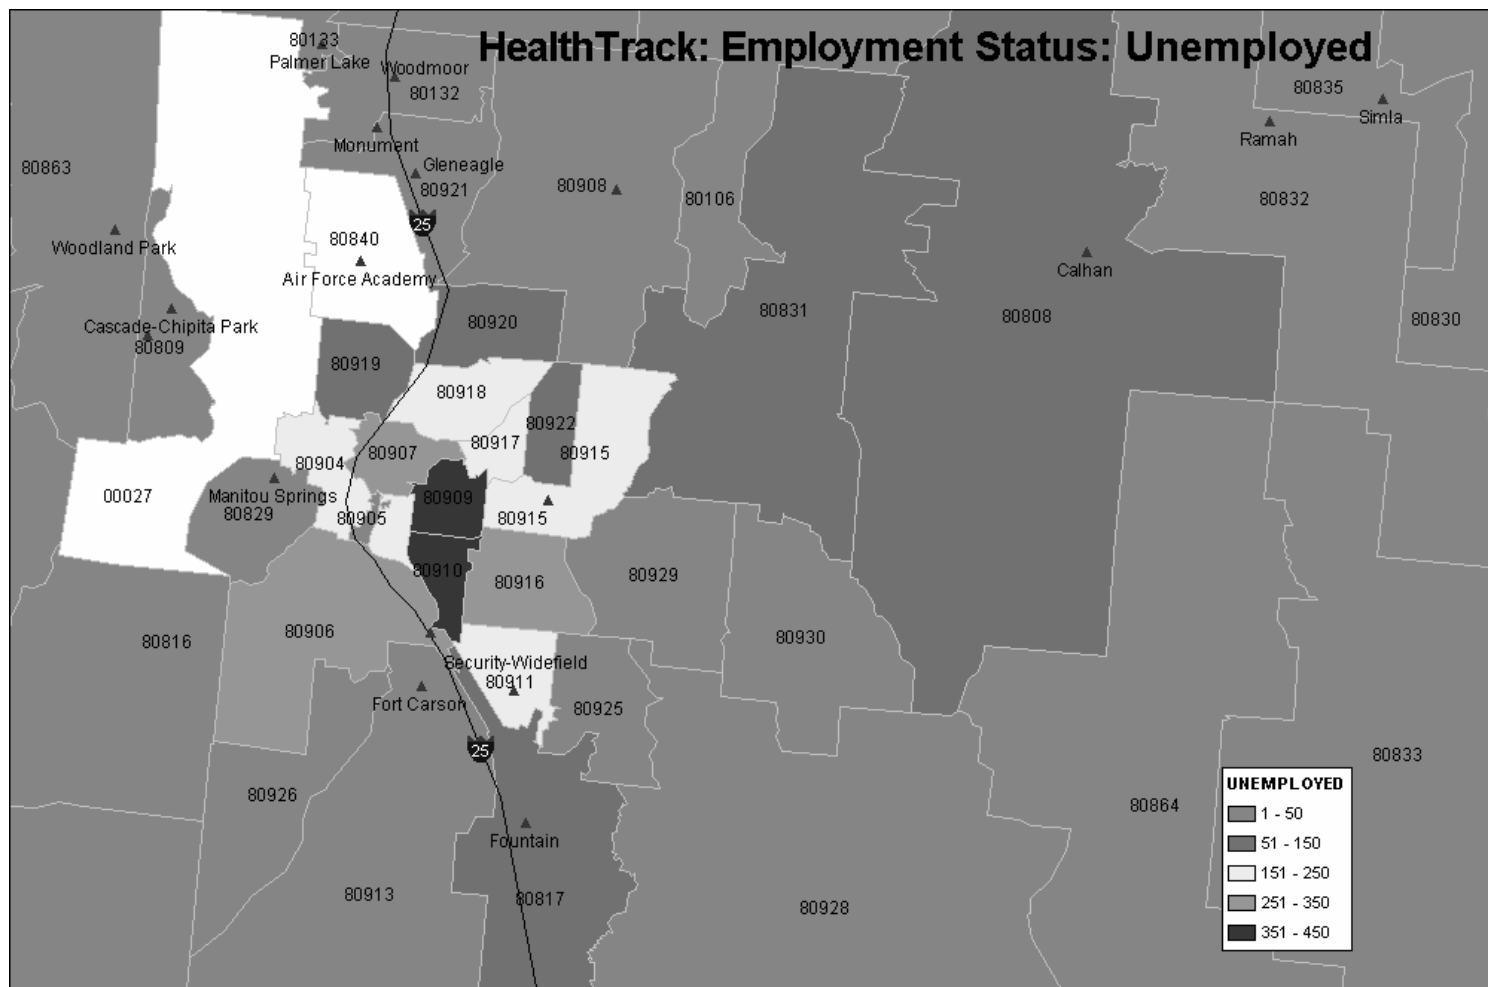 HealthTrack: Employment Status: Unemployed
80133
Palmer Lake
Woodmoor
80132
80835
Simla
Ramah
Monument
Gleneagle
80921
80863
80908
80106
80832
25
80840
Woodland Park
Air Force Academy
Calhan
Cascade-Chipita Park
80809
80920
80831
80808
80830
80919
80918
80922
80917
80915
80907
80904
00027
Manitou Springs
80829
80909
80905
80915
80910
80916
80929
80906
80816
80930
Security-Widefield
80911
Fort Carson
80925
25
80833
80926
80864
Fountain
80913
80817
80928
UNEMPLOYED
1 - 50
51 - 150
151 - 250
251 - 350
351 - 450